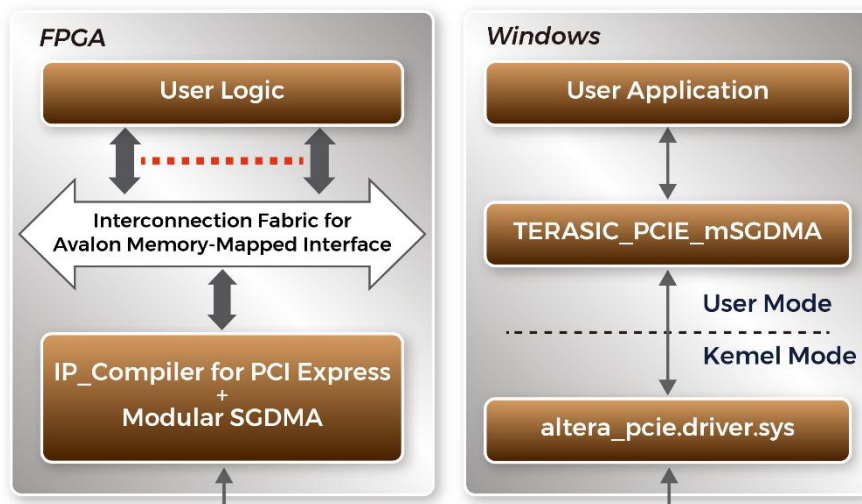 FPGA
User Logic
Interconnection Fabric for
Avalon Memory-Mapped Interface
IP_Compiler for PCI Express
+
Modular SGDMA
Windows
User Application
TERASIC_PCIE_mSGDMA
User Mode
Kemel Mode
altera_pcie.driver.sys